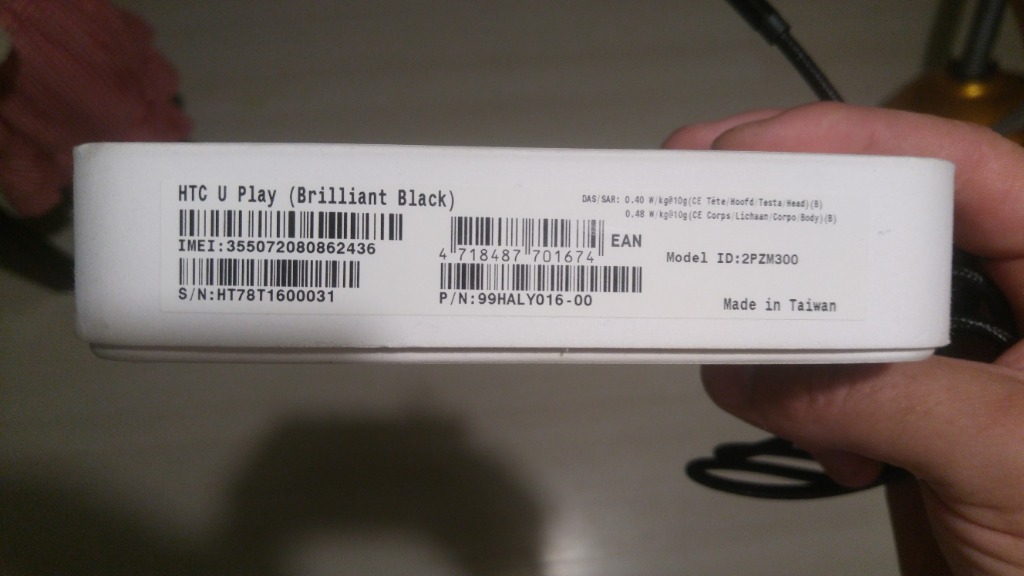 HTC U Play (Brilliant Black)
IMEI:355072080862436
S/N:HT78T1600031
4 718487 701674 EAN
P/N:99HALY016-00
DAS/SAR: 0.40 W/kg@10g(CE Tête/Hoofd/Testa/Head)(B)
0.48 W/kg@10g(CE Corps/Lichaam/Corpo/Body)(B)
Model ID:2PZM300
Made in Taiwan